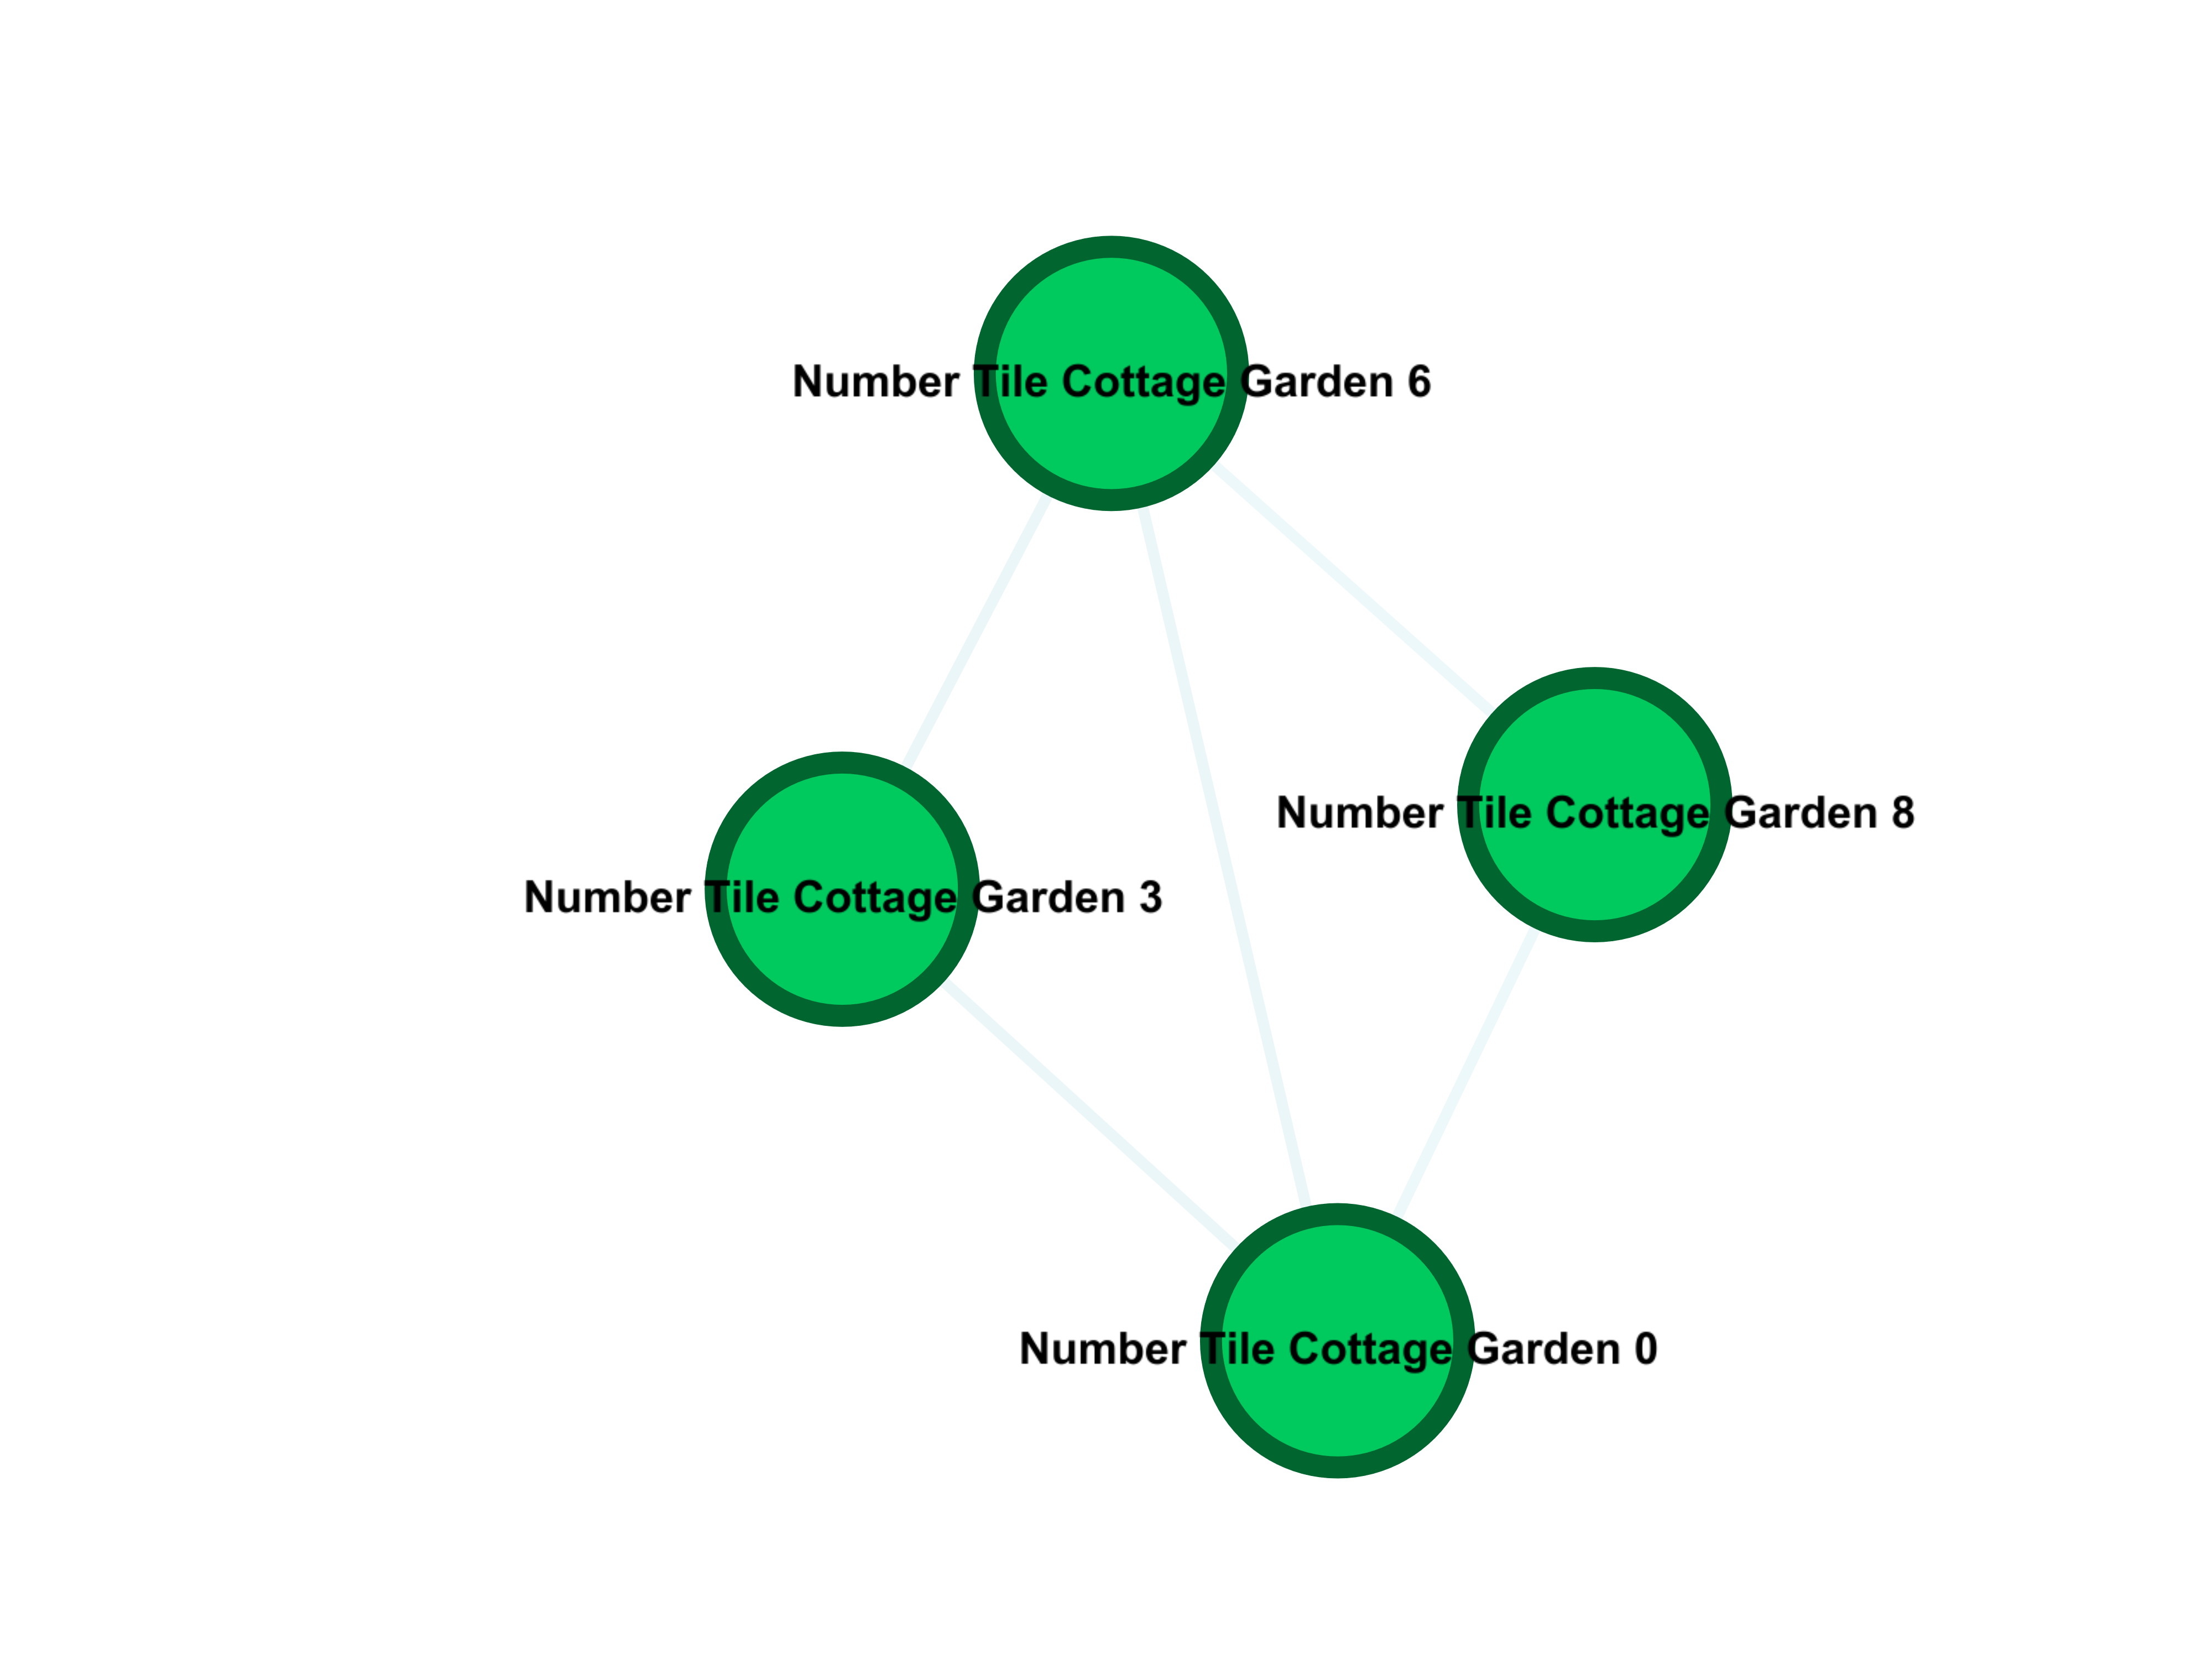 Number Tile Cottage Garden 6
Number Tile Cottage Garden 8
Number Tile Cottage Garden 3
Number Tile Cottage Garden 0